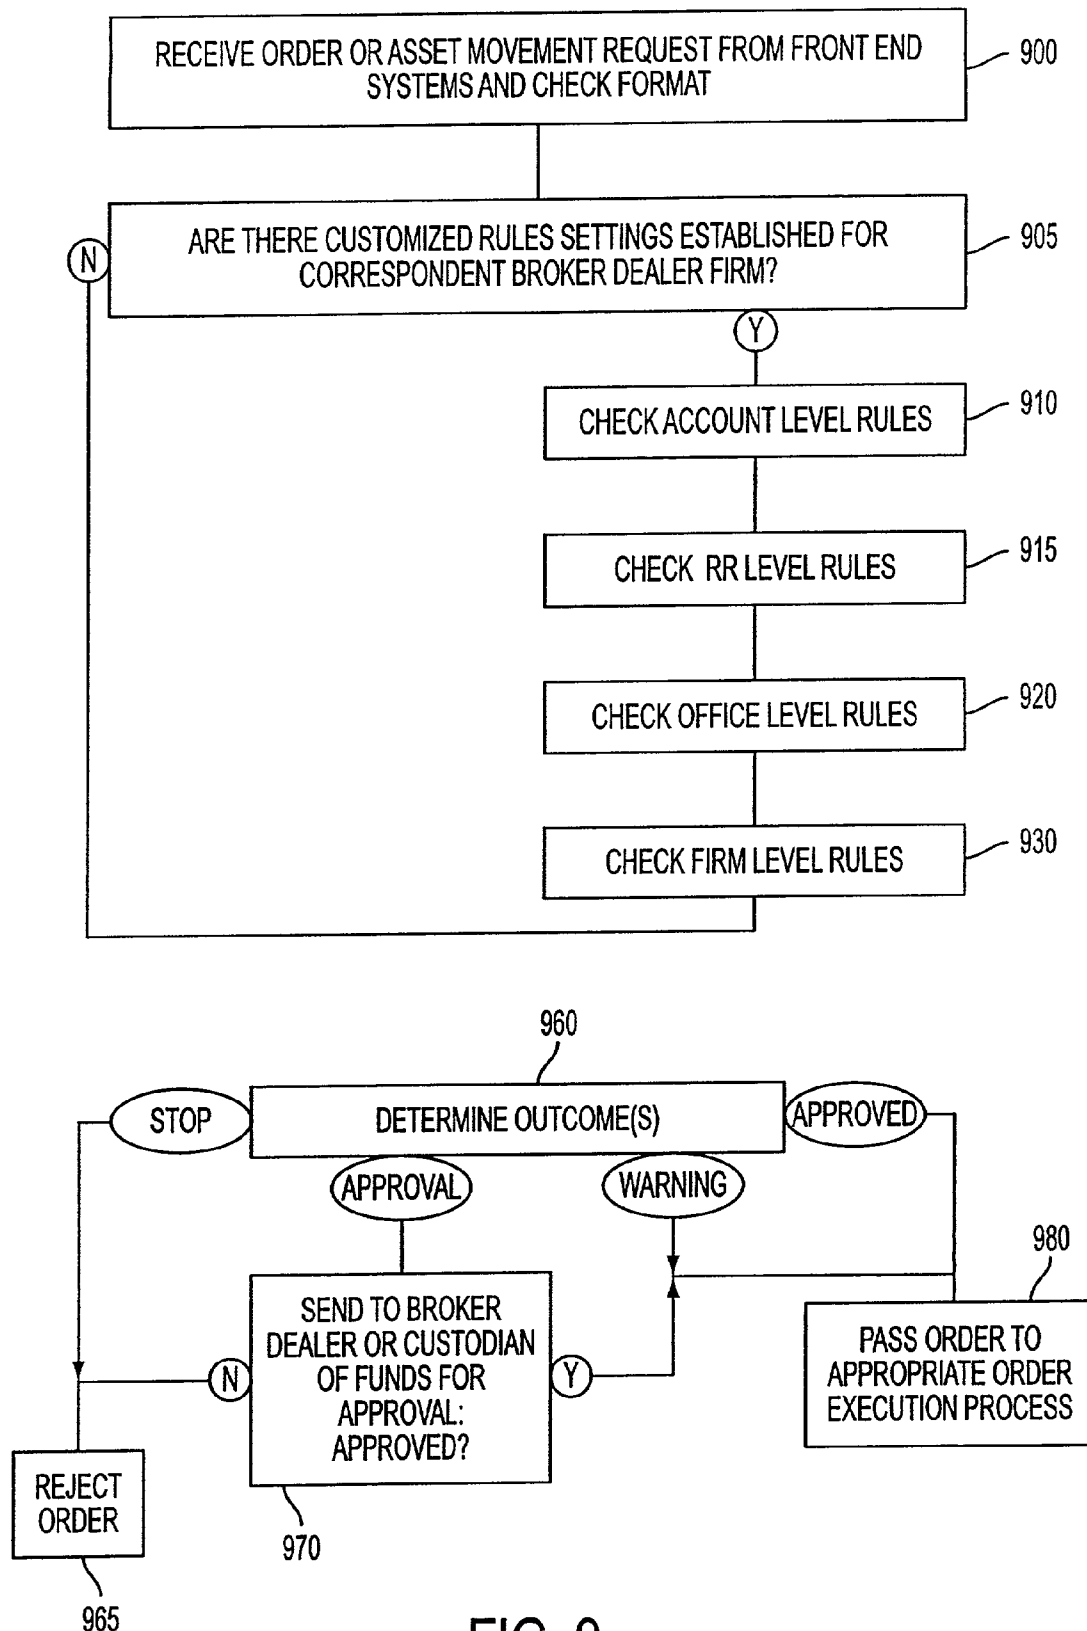 RECEIVE ORDER OR ASSET MOVEMENT REQUEST FROM FRONT END
SYSTEMS AND CHECK FORMAT
900
ARE THERE CUSTOMIZED RULES SETTINGS ESTABLISHED FOR
CORRESPONDENT BROKER DEALER FIRM?
905
N
Y
CHECK ACCOUNT LEVEL RULES
910
CHECK RR LEVEL RULES
915
CHECK OFFICE LEVEL RULES
920
CHECK FIRM LEVEL RULES
930
960
STOP
DETERMINE OUTCOME(S)
APPROVED
APPROVAL
WARNING
980
SEND TO BROKER
DEALER OR CUSTODIAN
OF FUNDS FOR
APPROVAL:
APPROVED?
N
Y
PASS ORDER TO
APPROPRIATE ORDER
EXECUTION PROCESS
REJECT
ORDER
970
965
FIG.